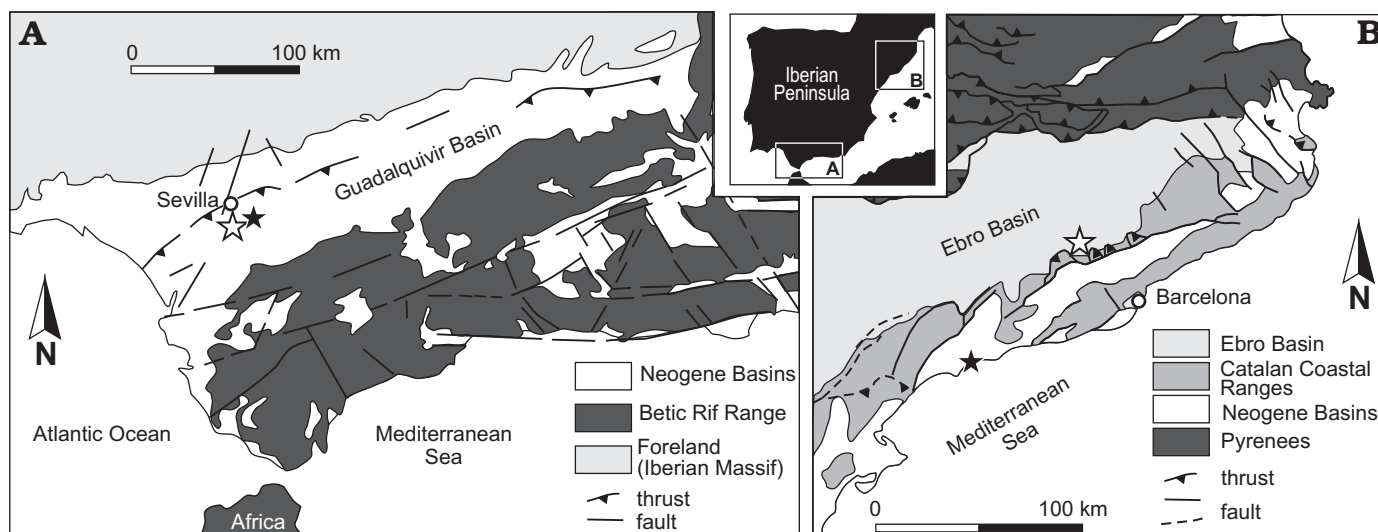 A
0 100 km
Sevilla
Guadalquivir Basin
N
Atlantic Ocean
Mediterranean
Sea
Africa
Neogene Basins
Betic Rif Range
Foreland
(Iberian Massif)
thrust
fault
Iberian
Peninsula
B
A
B
Ebro Basin
Barcelona
N
Mediterranean
Sea
Ebro Basin
Catalan Coastal
Ranges
Neogene Basins
Pyrenees
thrust
fault
0 100 km